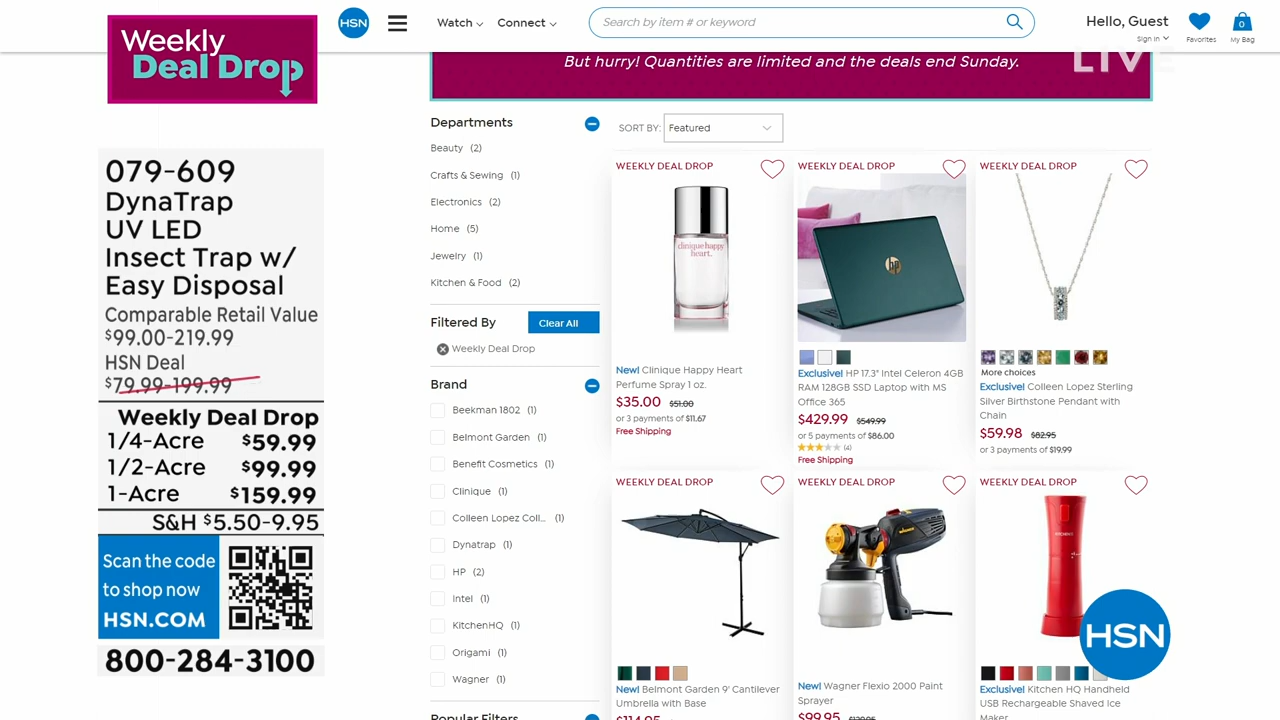 Weekly
Deal Drop
HSN
Watch
Connect
Search by item # or keyword
Hello, Guest
Sign In
Favorites
0
My Bag
But hurry! Quantities are limited and the deals end Sunday.
LIVE
079-609
DynaTrap
UV LED
Insect Trap w/
Easy Disposal
Comparable Retail Value
$99.00-219.99
HSN Deal
$79.99-199.99
Weekly Deal Drop
1/4-Acre $59.99
1/2-Acre $99.99
1-Acre $159.99
S&H $5.50-9.95
Scan the code
to shop now
HSN.COM
800-284-3100
Departments
Beauty (2)
Crafts & Sewing (1)
Electronics (2)
Home (5)
Jewelry (1)
Kitchen & Food (2)
Filtered By
Clear All
Weekly Deal Drop
Brand
Beekman 1802 (1)
Belmont Garden (1)
Benefit Cosmetics (1)
Clinique (1)
Colleen Lopez Coll... (1)
Dynatrap (1)
HP (2)
Intel (1)
KitchenHQ (1)
Origami (1)
Wagner (1)
Popular Filters
SORT BY: Featured
WEEKLY DEAL DROP
clinique happy
heart.
New! Clinique Happy Heart
Perfume Spray 1 oz.
$35.00 $51.00
or 3 payments of $11.67
Free Shipping
WEEKLY DEAL DROP
hp
Exclusive! HP 17.3" Intel Celeron 4GB
RAM 128GB SSD Laptop with MS
Office 365
$429.99 $549.99
or 5 payments of $86.00
(4)
Free Shipping
WEEKLY DEAL DROP
More choices
Exclusive! Colleen Lopez Sterling
Silver Birthstone Pendant with
Chain
$59.98 $82.95
or 3 payments of $19.99
WEEKLY DEAL DROP
New! Belmont Garden 9' Cantilever
Umbrella with Base
$114.95
WEEKLY DEAL DROP
New! Wagner Flexio 2000 Paint
Sprayer
$99.95
WEEKLY DEAL DROP
Exclusive! Kitchen HQ Handheld
USB Rechargeable Shaved Ice
Maker
HSN